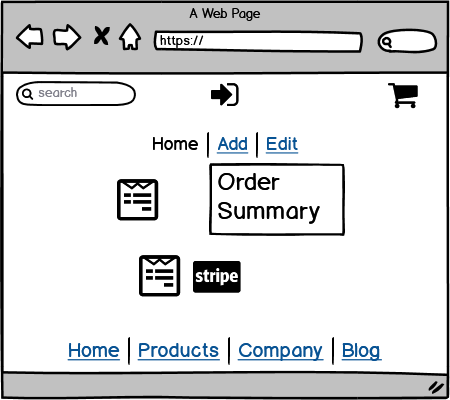 A Web Page
https://
search
Home Add Edit
Order
Summary
stripe
Home Products Company Blog